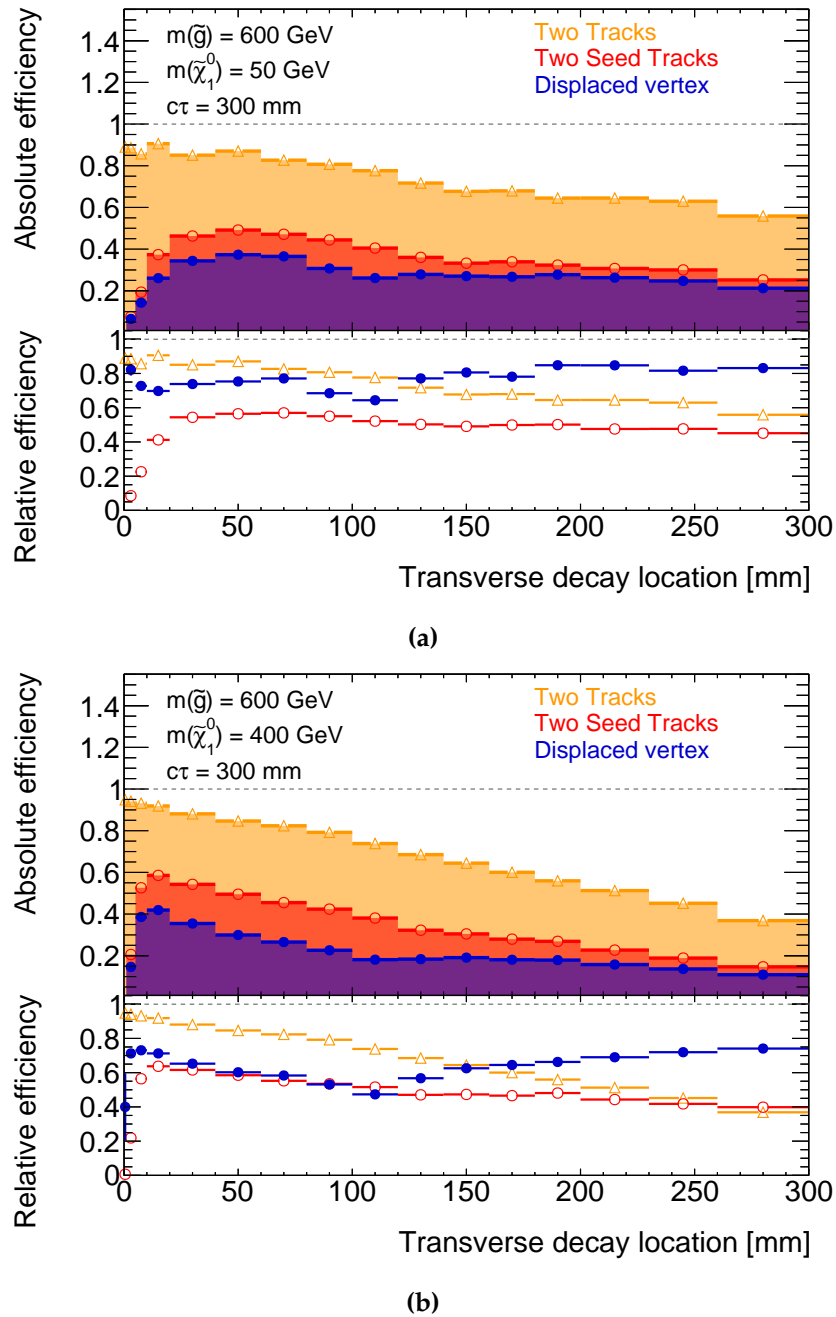 m(g̃) = 600 GeV
m(χ̃₁⁰) = 50 GeV
cτ = 300 mm
Two Tracks
Two Seed Tracks
Displaced vertex
Absolute efficiency
1.4
1.2
1
0.8
0.6
0.4
0.2
Relative efficiency
1
0.8
0.6
0.4
0.2
0
0 50 100 150 200 250 300
Transverse decay location [mm]
(a)
m(g̃) = 600 GeV
m(χ̃₁⁰) = 400 GeV
cτ = 300 mm
Two Tracks
Two Seed Tracks
Displaced vertex
Absolute efficiency
1.4
1.2
1
0.8
0.6
0.4
0.2
Relative efficiency
1
0.8
0.6
0.4
0.2
0
0 50 100 150 200 250 300
Transverse decay location [mm]
(b)